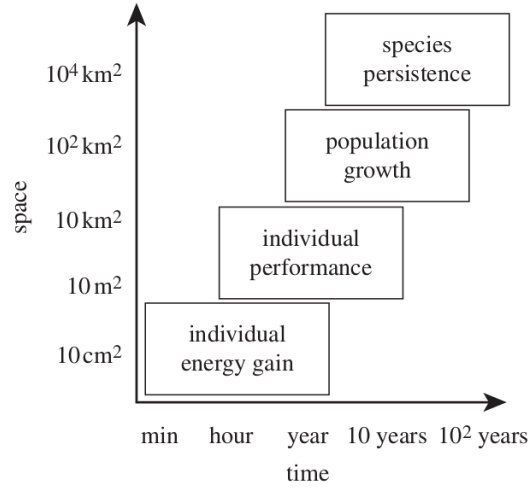 species
persistence
10⁴ km²
population
growth
10² km²
space
10 km²
individual
performance
10 m²
individual
energy gain
10 cm²
min hour year 10 years 10² years
time